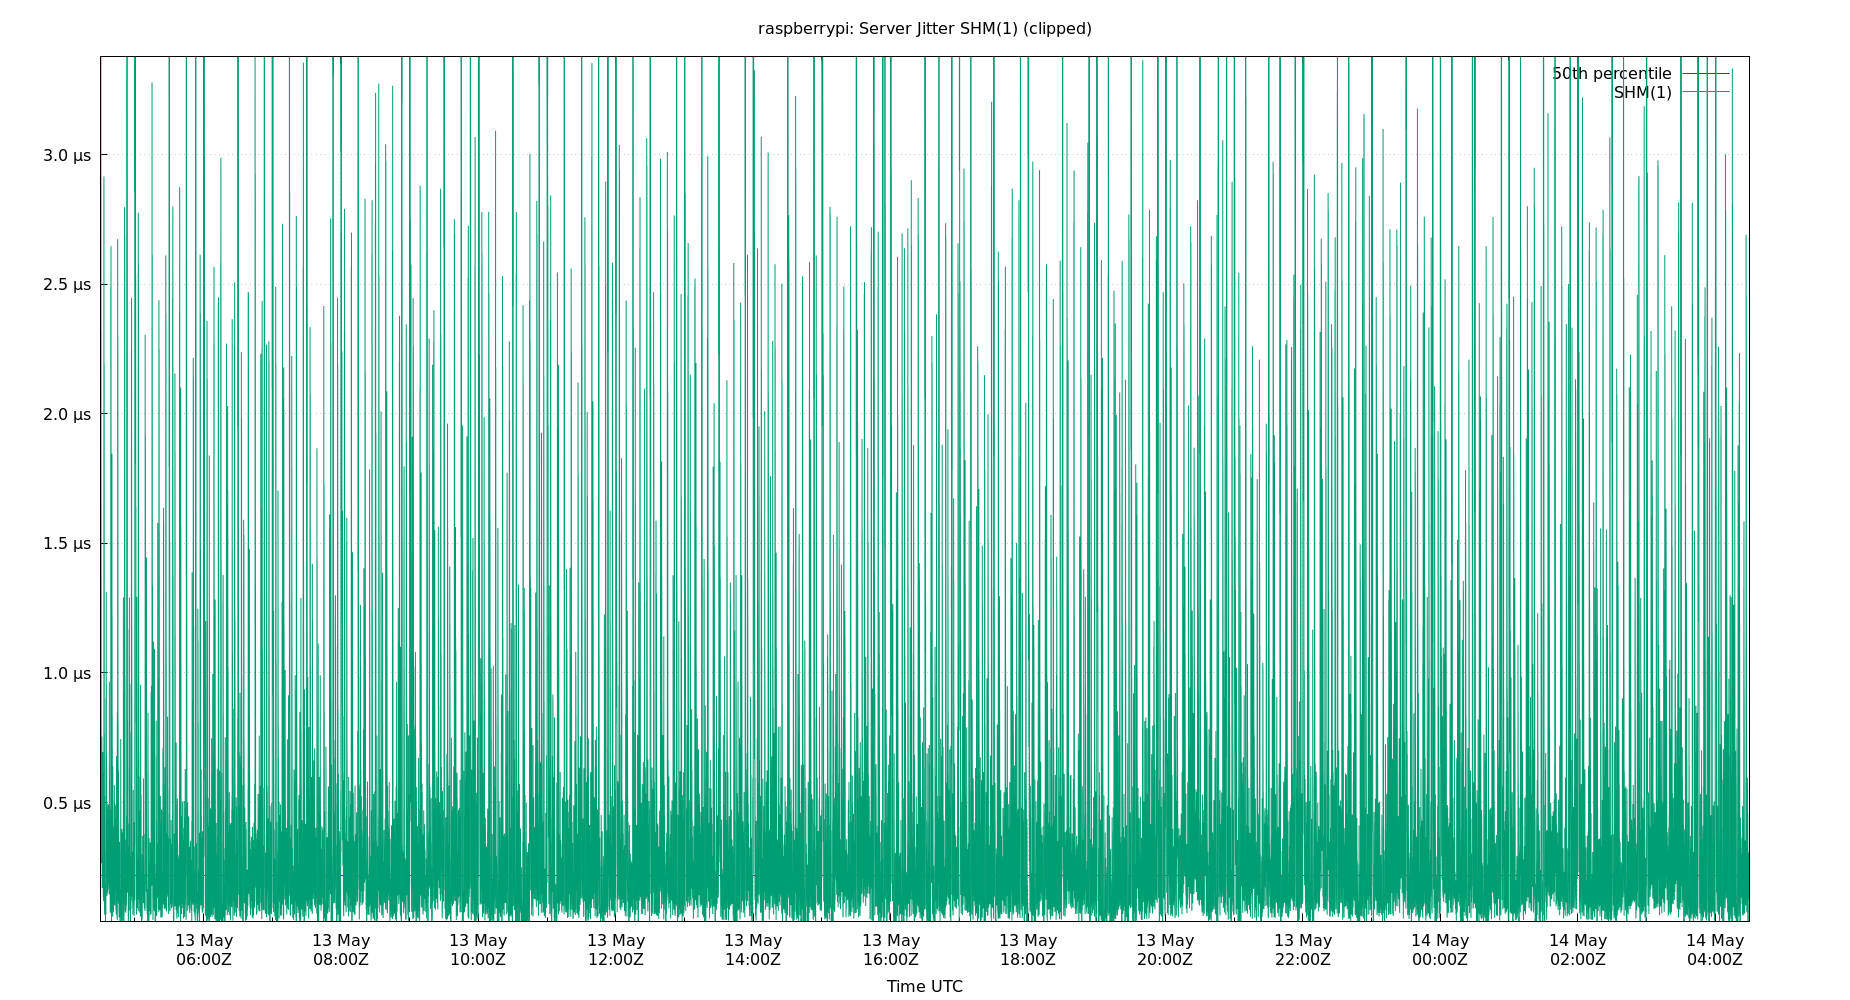 raspberrypi: Server Jitter SHM(1) (clipped)
50th percentile
SHM(1)
3.0 µs
2.5 µs
2.0 µs
1.5 µs
1.0 µs
0.5 µs
13 May 13 May 13 May 13 May 13 May 13 May 13 May 13 May 13 May 14 May 14 May 14 May
06:00Z 08:00Z 10:00Z 12:00Z 14:00Z 16:00Z 18:00Z 20:00Z 22:00Z 00:00Z 02:00Z 04:00Z
Time UTC